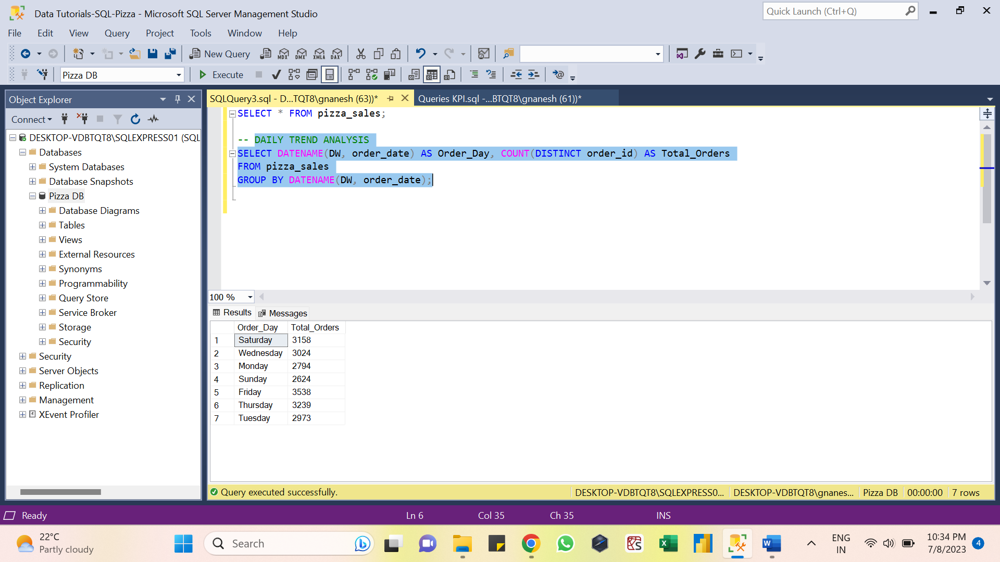 Data Tutorials-SQL-Pizza - Microsoft SQL Server Management Studio
Quick Launch (Ctrl+Q)
File Edit View Query Project Tools Window Help
New Query
MDX DMX XMLA DAX
Pizza DB
Execute
Object Explorer
Connect
DESKTOP-VDBTQT8\SQLEXPRESS01 (SQL
Databases
System Databases
Database Snapshots
Pizza DB
Database Diagrams
Tables
Views
External Resources
Synonyms
Programmability
Query Store
Service Broker
Storage
Security
Security
Server Objects
Replication
Management
XEvent Profiler
SQLQuery3.sql - D...TQT8\gnanesh (63))*
Queries KPI.sql -...BTQT8\gnanesh (61))*
SELECT * FROM pizza_sales;
-- DAILY TREND ANALYSIS
SELECT DATENAME(DW, order_date) AS Order_Day, COUNT(DISTINCT order_id) AS Total_Orders
FROM pizza_sales
GROUP BY DATENAME(DW, order_date);
100 %
Results Messages
Order_Day Total_Orders
1 Saturday 3158
2 Wednesday 3024
3 Monday 2794
4 Sunday 2624
5 Friday 3538
6 Thursday 3239
7 Tuesday 2973
Query executed successfully.
DESKTOP-VDBTQT8\SQLEXPRESS0... DESKTOP-VDBTQT8\gnanes... Pizza DB 00:00:00 7 rows
Ready Ln 6 Col 35 Ch 35 INS
22°C
Partly cloudy
Search
ENG
IN
10:34 PM
7/8/2023
4